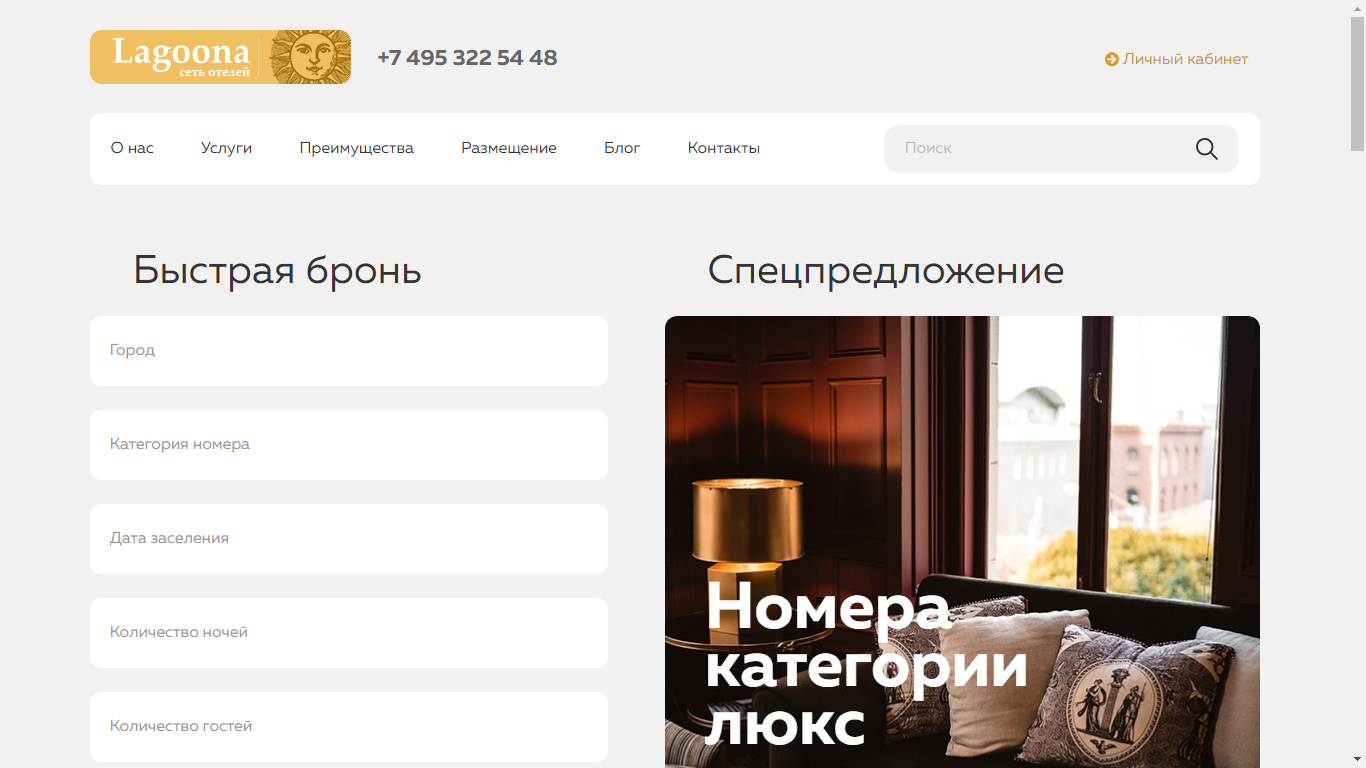 Lagoona
сеть отелей
+7 495 322 54 48
Личный кабинет
О нас
Услуги
Преимущества
Размещение
Блог
Контакты
Поиск
Быстрая бронь
Город
Категория номера
Дата заселения
Количество ночей
Количество гостей
Спецпредложение
Номера
категории
люкс